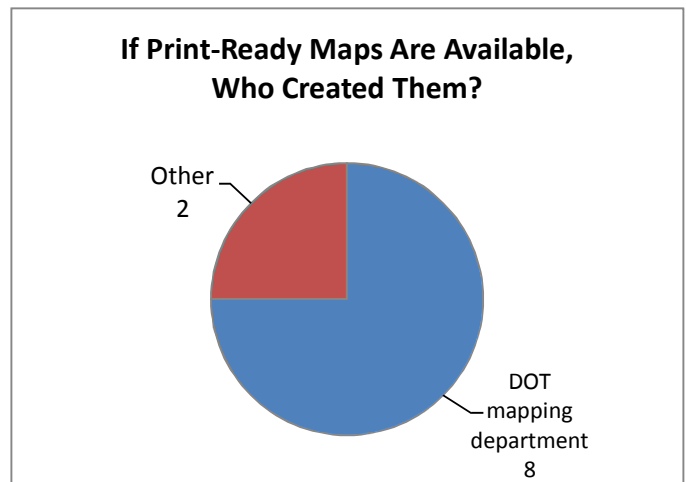 If Print-Ready Maps Are Available,
Who Created Them?
Other
2
DOT
mapping
department
8